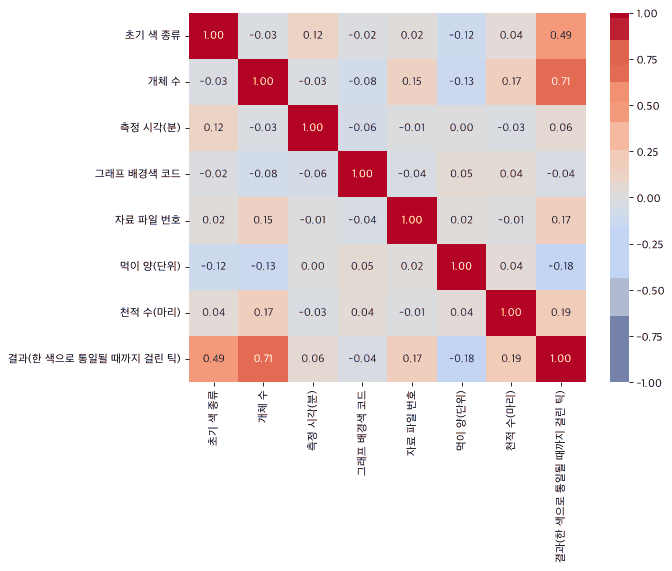 초기 색 종류 1.00 -0.03 0.12 -0.02 0.02 -0.12 0.04 0.49
개체 수 -0.03 1.00 -0.03 -0.08 0.15 -0.13 0.17 0.71
측정 시각(분) 0.12 -0.03 1.00 -0.06 -0.01 0.00 -0.03 0.06
그래프 배경색 코드 -0.02 -0.08 -0.06 1.00 -0.04 0.05 0.04 -0.04
자료 파일 번호 0.02 0.15 -0.01 -0.04 1.00 0.02 -0.01 0.17
먹이 양(단위) -0.12 -0.13 0.00 0.05 0.02 1.00 0.04 -0.18
천적 수(마리) 0.04 0.17 -0.03 0.04 -0.01 0.04 1.00 0.19
결과(한 색으로 통일될 때까지 걸린 틱) 0.49 0.71 0.06 -0.04 0.17 -0.18 0.19 1.00
초기 색 종류
개체 수
측정 시각(분)
그래프 배경색 코드
자료 파일 번호
먹이 양(단위)
천적 수(마리)
결과(한 색으로 통일될 때까지 걸린 틱)
1.00
0.75
0.50
0.25
0.00
-0.25
-0.50
-0.75
-1.00